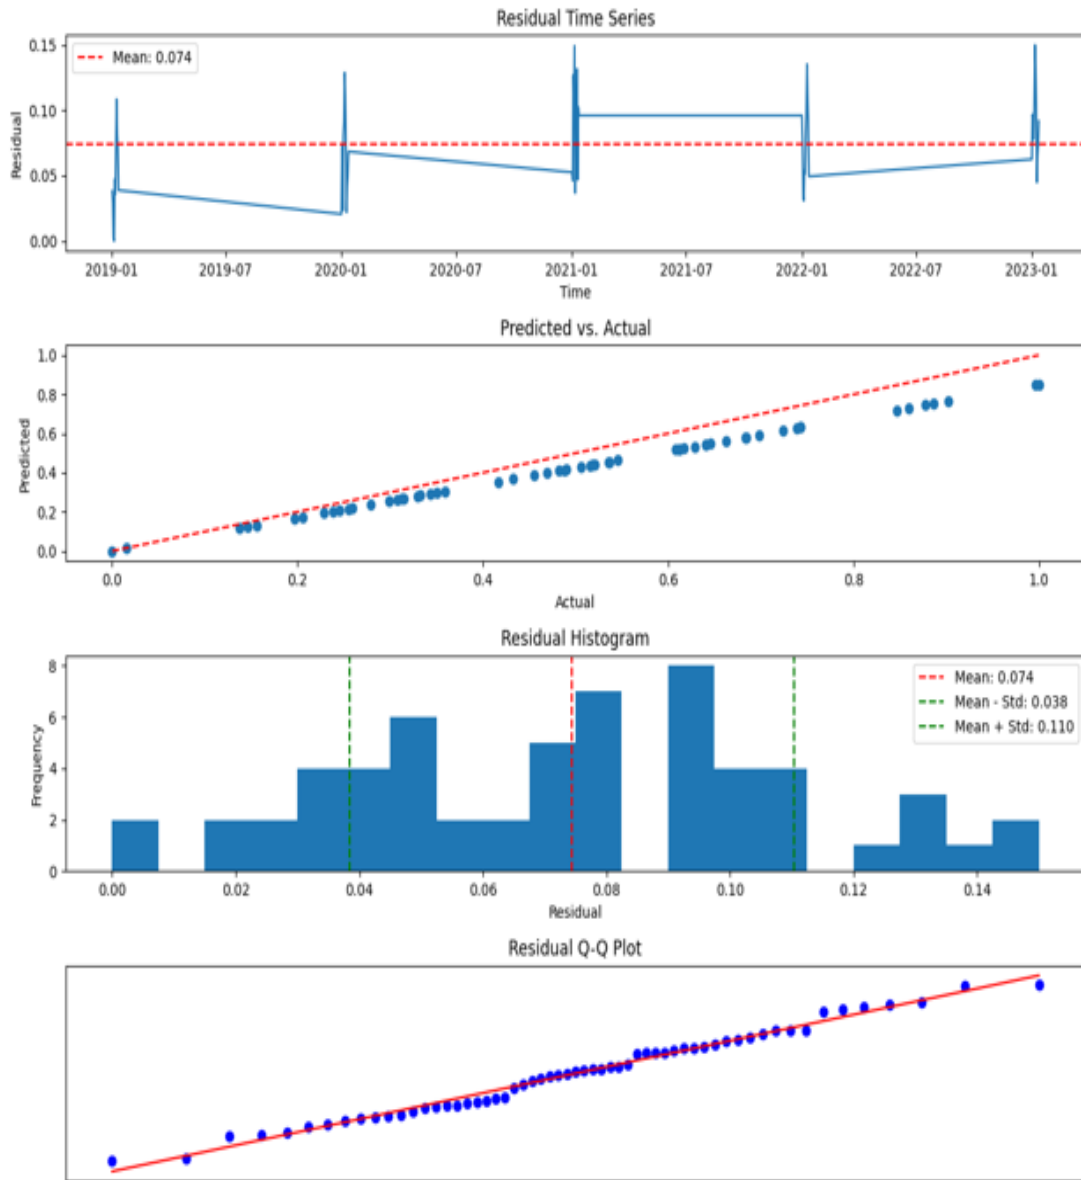 Residual Time Series
Mean: 0.074
0.15
0.10
0.05
0.00
Residual
2019-01 2019-07 2020-01 2020-07 2021-01 2021-07 2022-01 2022-07 2023-01
Time
Predicted vs. Actual
1.0
0.8
0.6
0.4
0.2
0.0
Predicted
0.0 0.2 0.4 0.6 0.8 1.0
Actual
Residual Histogram
Mean: 0.074
Mean - Std: 0.038
Mean + Std: 0.110
8
6
4
2
0
Frequency
0.00 0.02 0.04 0.06 0.08 0.10 0.12 0.14
Residual
Residual Q-Q Plot